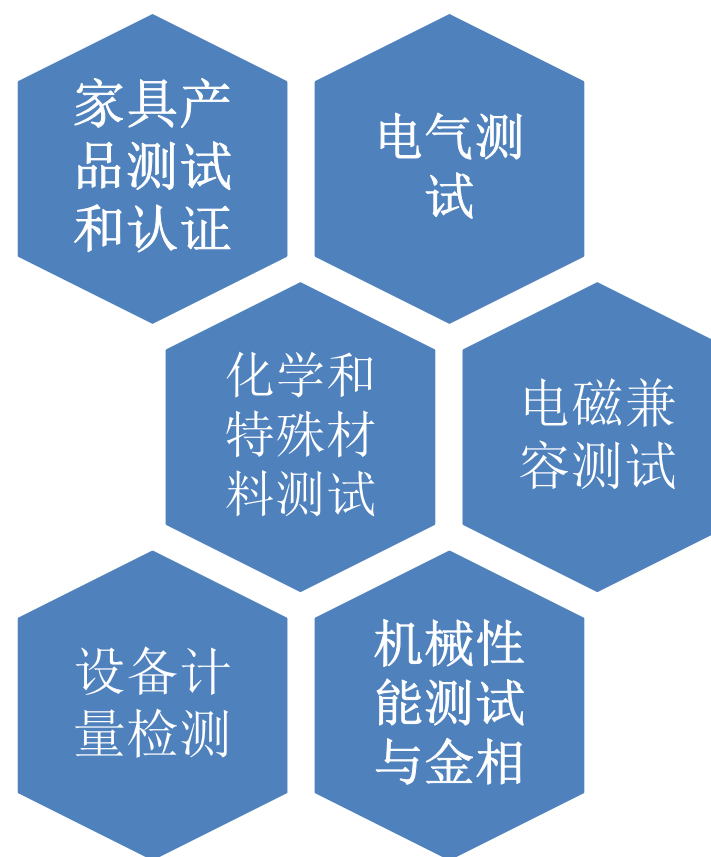 家具产
品测试
和认证
电气测
试
化学和
特殊材
料测试
电磁兼
容测试
设备计
量检测
机械性
能测试
与金相